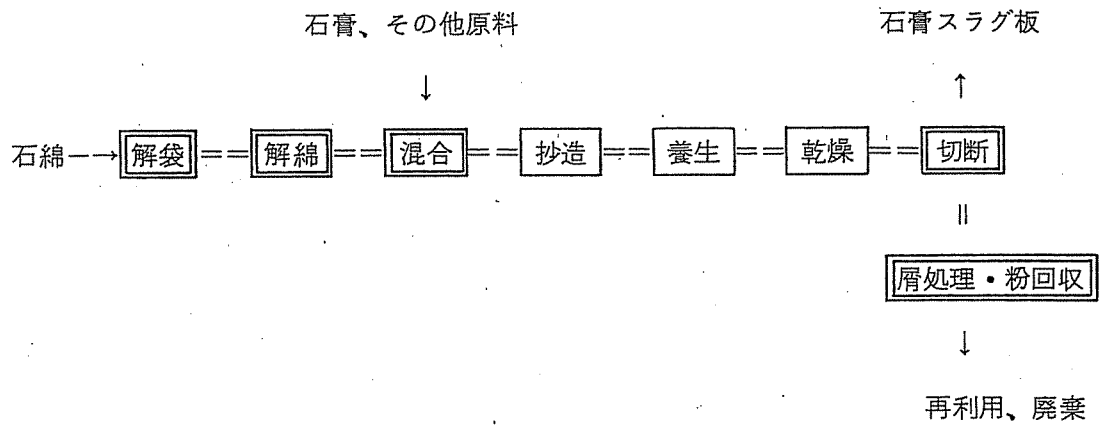 石膏、その他原料 石膏スラグ板
↓ ↑
石綿－→解袋＝＝解綿＝＝混合＝＝抄造＝＝養生＝＝乾燥＝＝切断
||
屑処理・粉回収
↓
再利用、廃棄